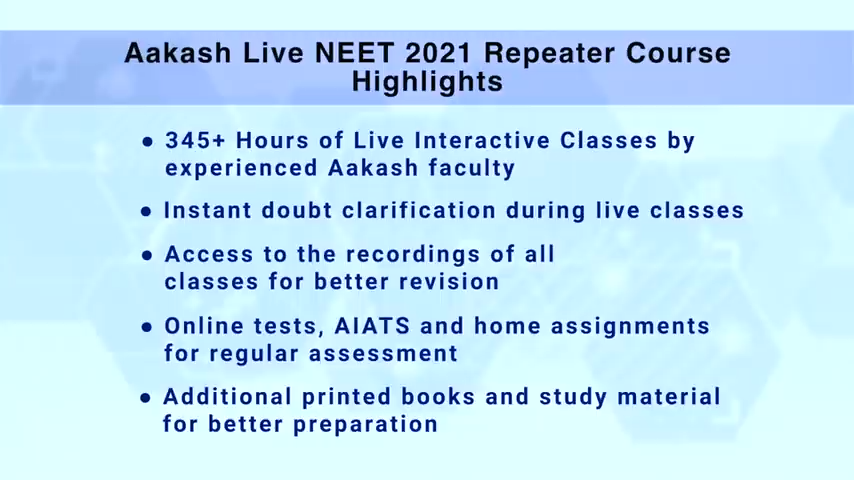 Aakash Live NEET 2021 Repeater Course
Highlights
● 345+ Hours of Live Interactive Classes by
experienced Aakash faculty
● Instant doubt clarification during live classes
● Access to the recordings of all
classes for better revision
● Online tests, AIATS and home assignments
for regular assessment
● Additional printed books and study material
for better preparation